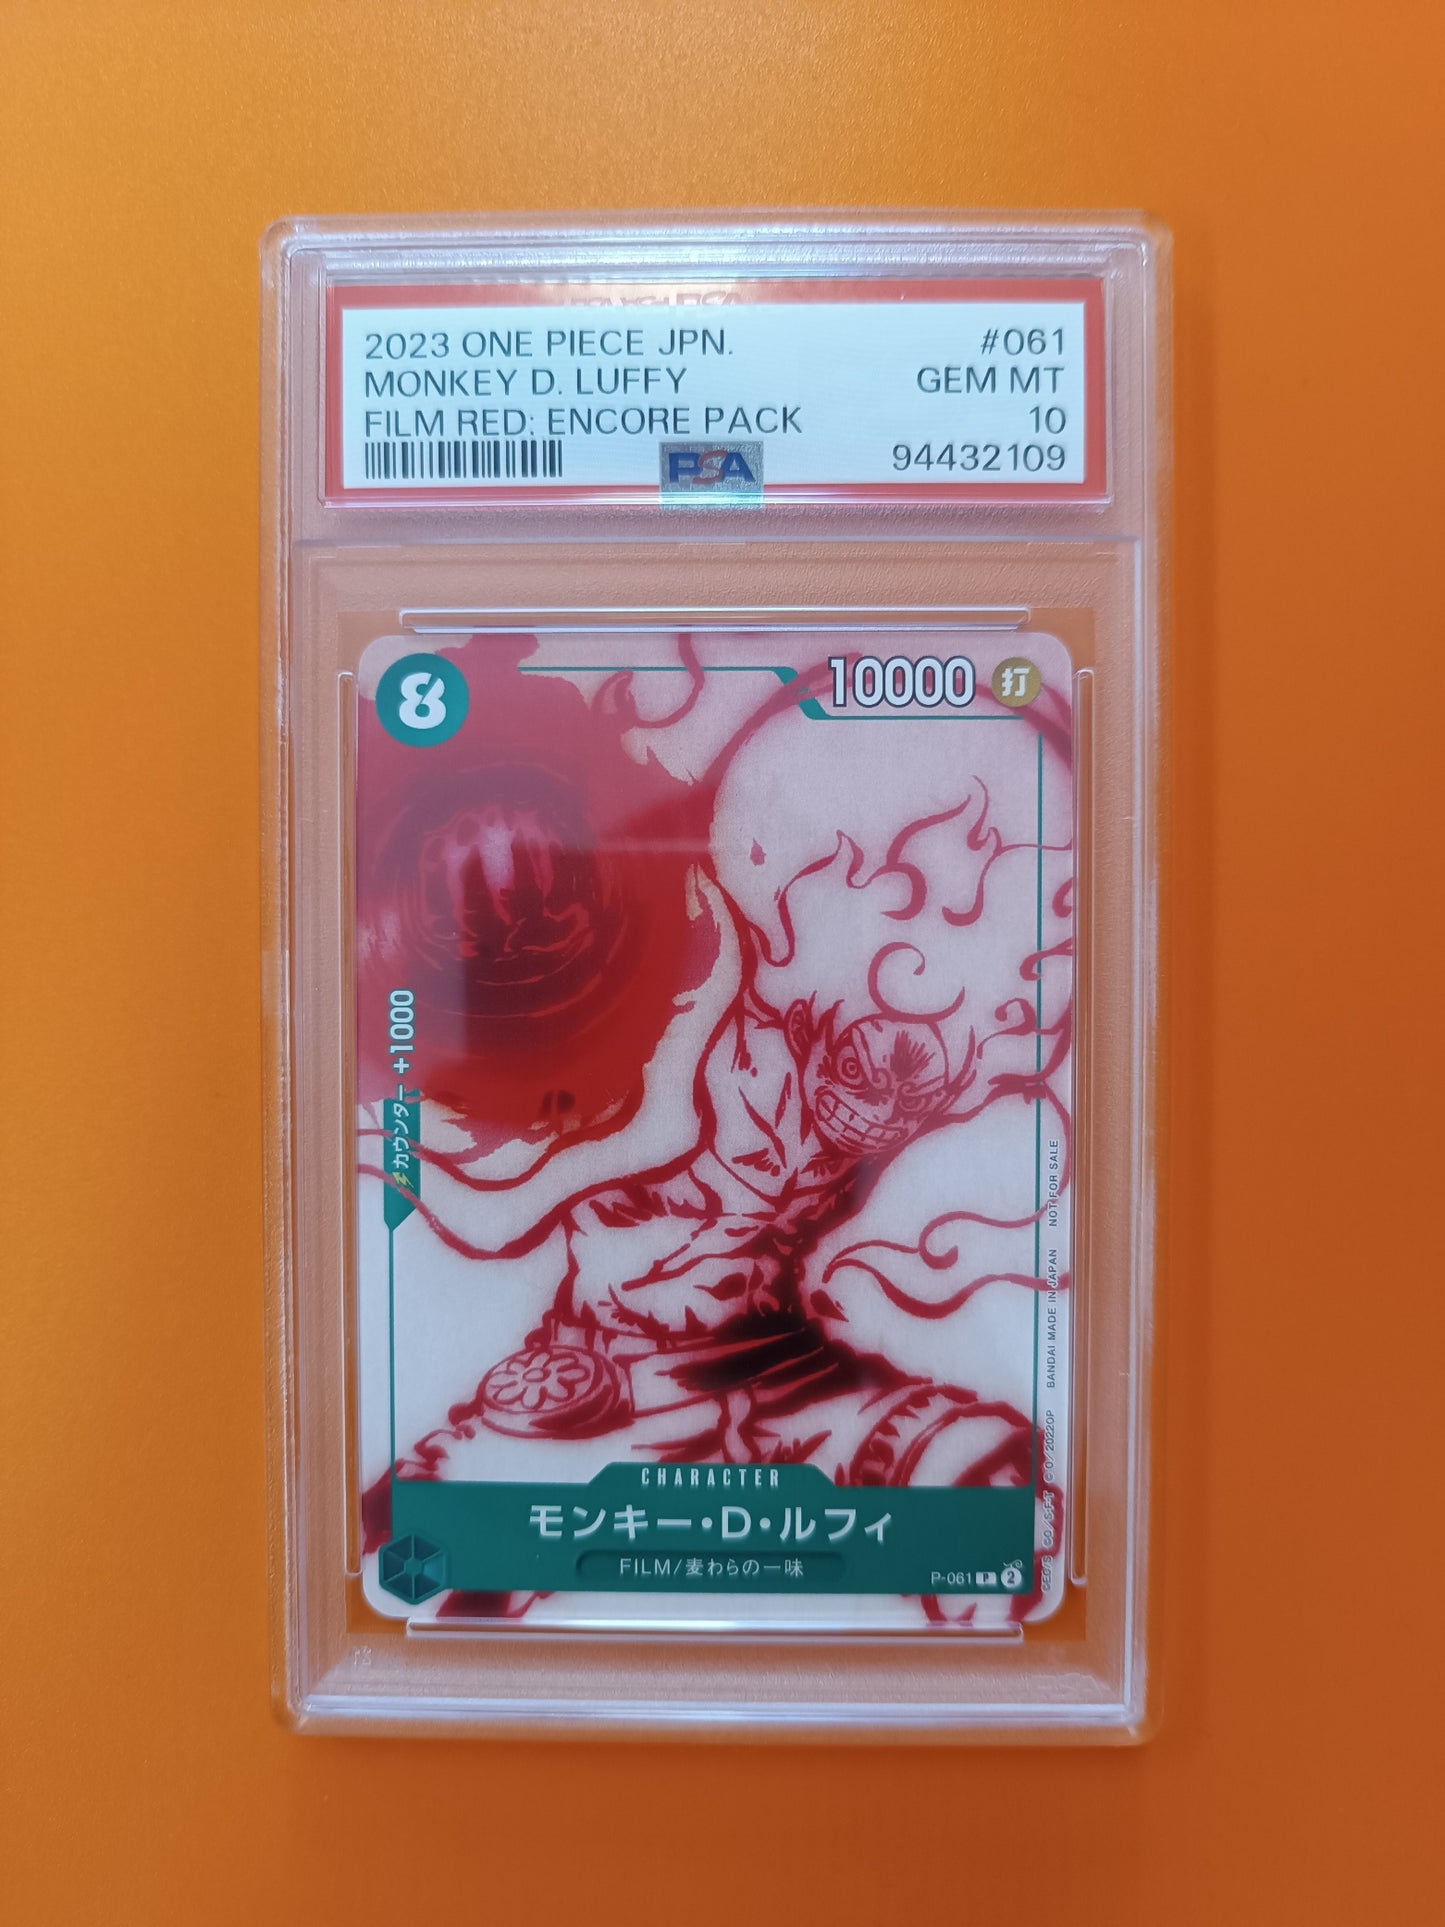 2023 ONE PIECE JPN. #061
MONKEY D. LUFFY GEM MT
FILM RED: ENCORE PACK 10
PSA 94432109
8
10000 打
カウンター +1000
BANDAI MADE IN JAPAN NOT FOR SALE
CHARACTER
モンキー・D・ルフィ
FILM/麦わらの一味
P-061 P 2